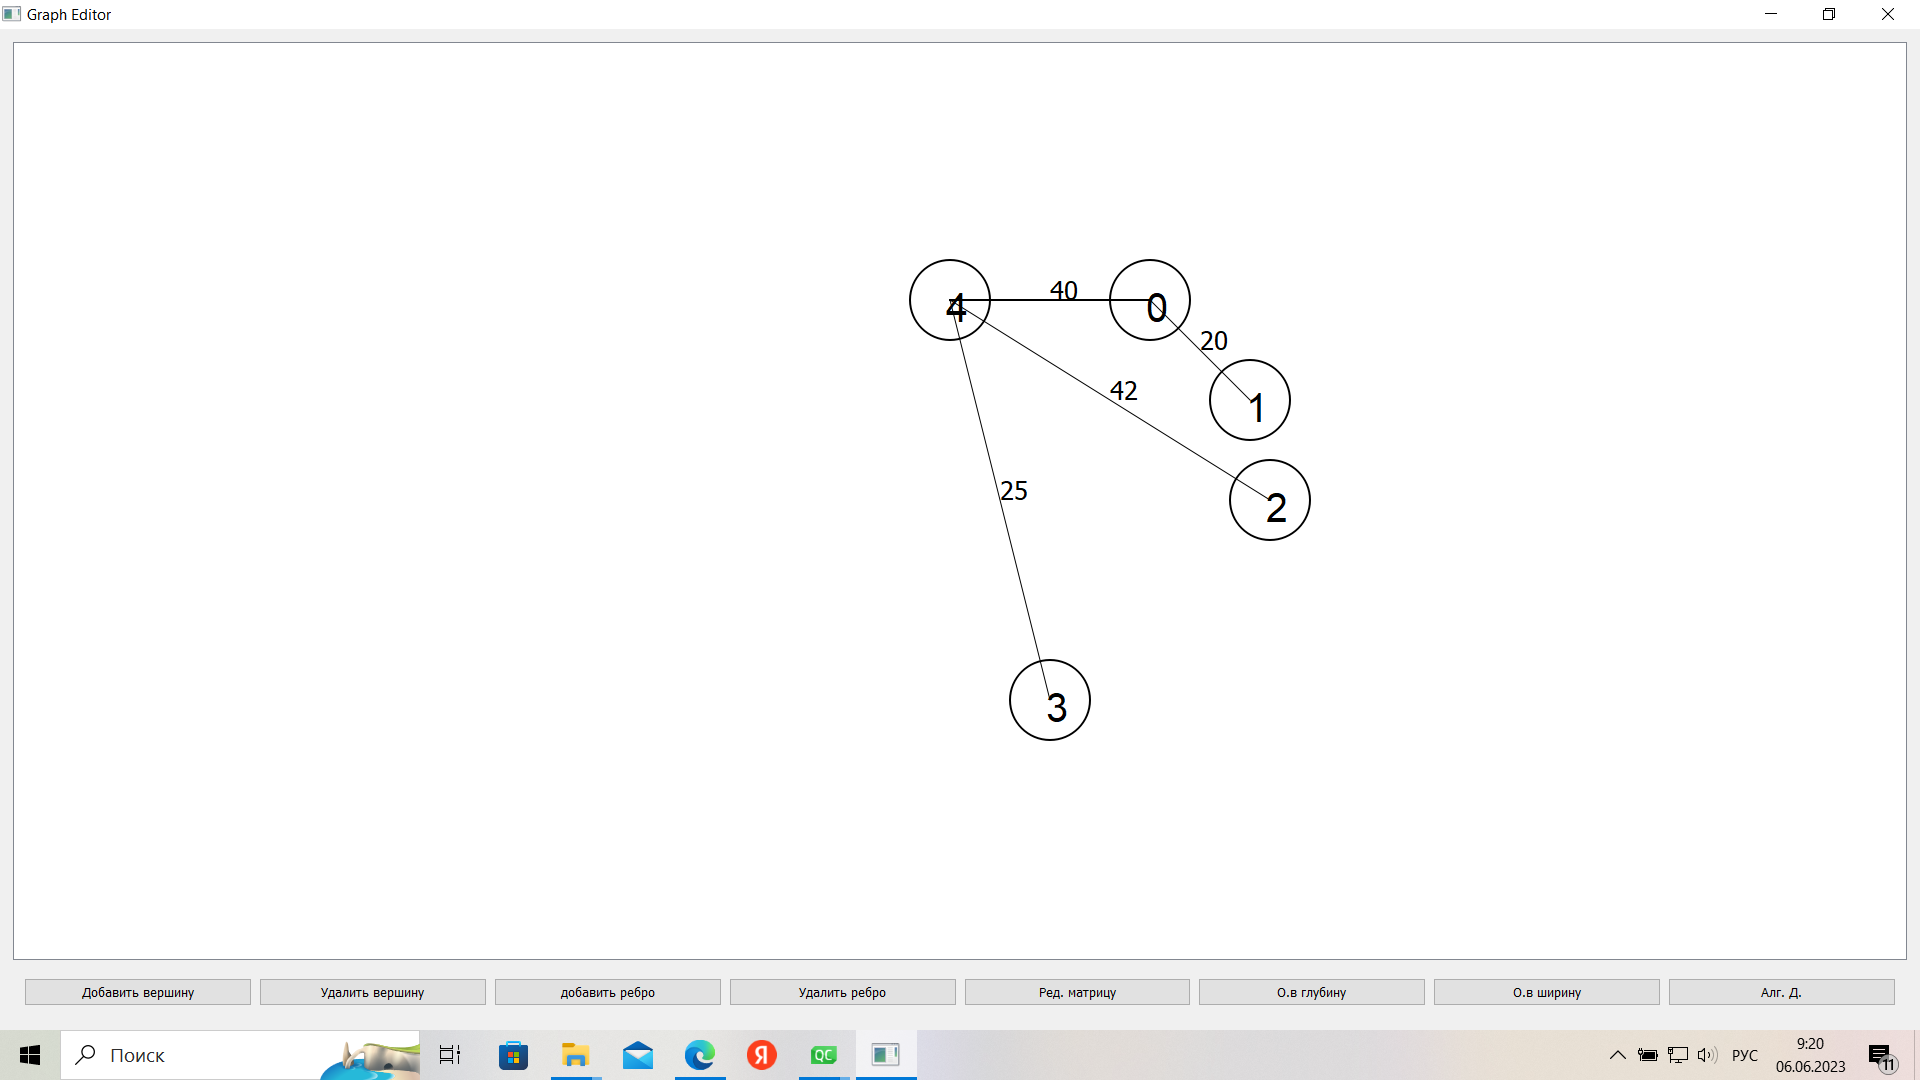 Graph Editor
4
40
0
20
1
42
2
25
3
Добавить вершину
Удалить вершину
добавить ребро
Удалить ребро
Ред. матрицу
О.в глубину
О.в ширину
Алг. Д.
Поиск
Я
QC
РУС
9:20
06.06.2023
11